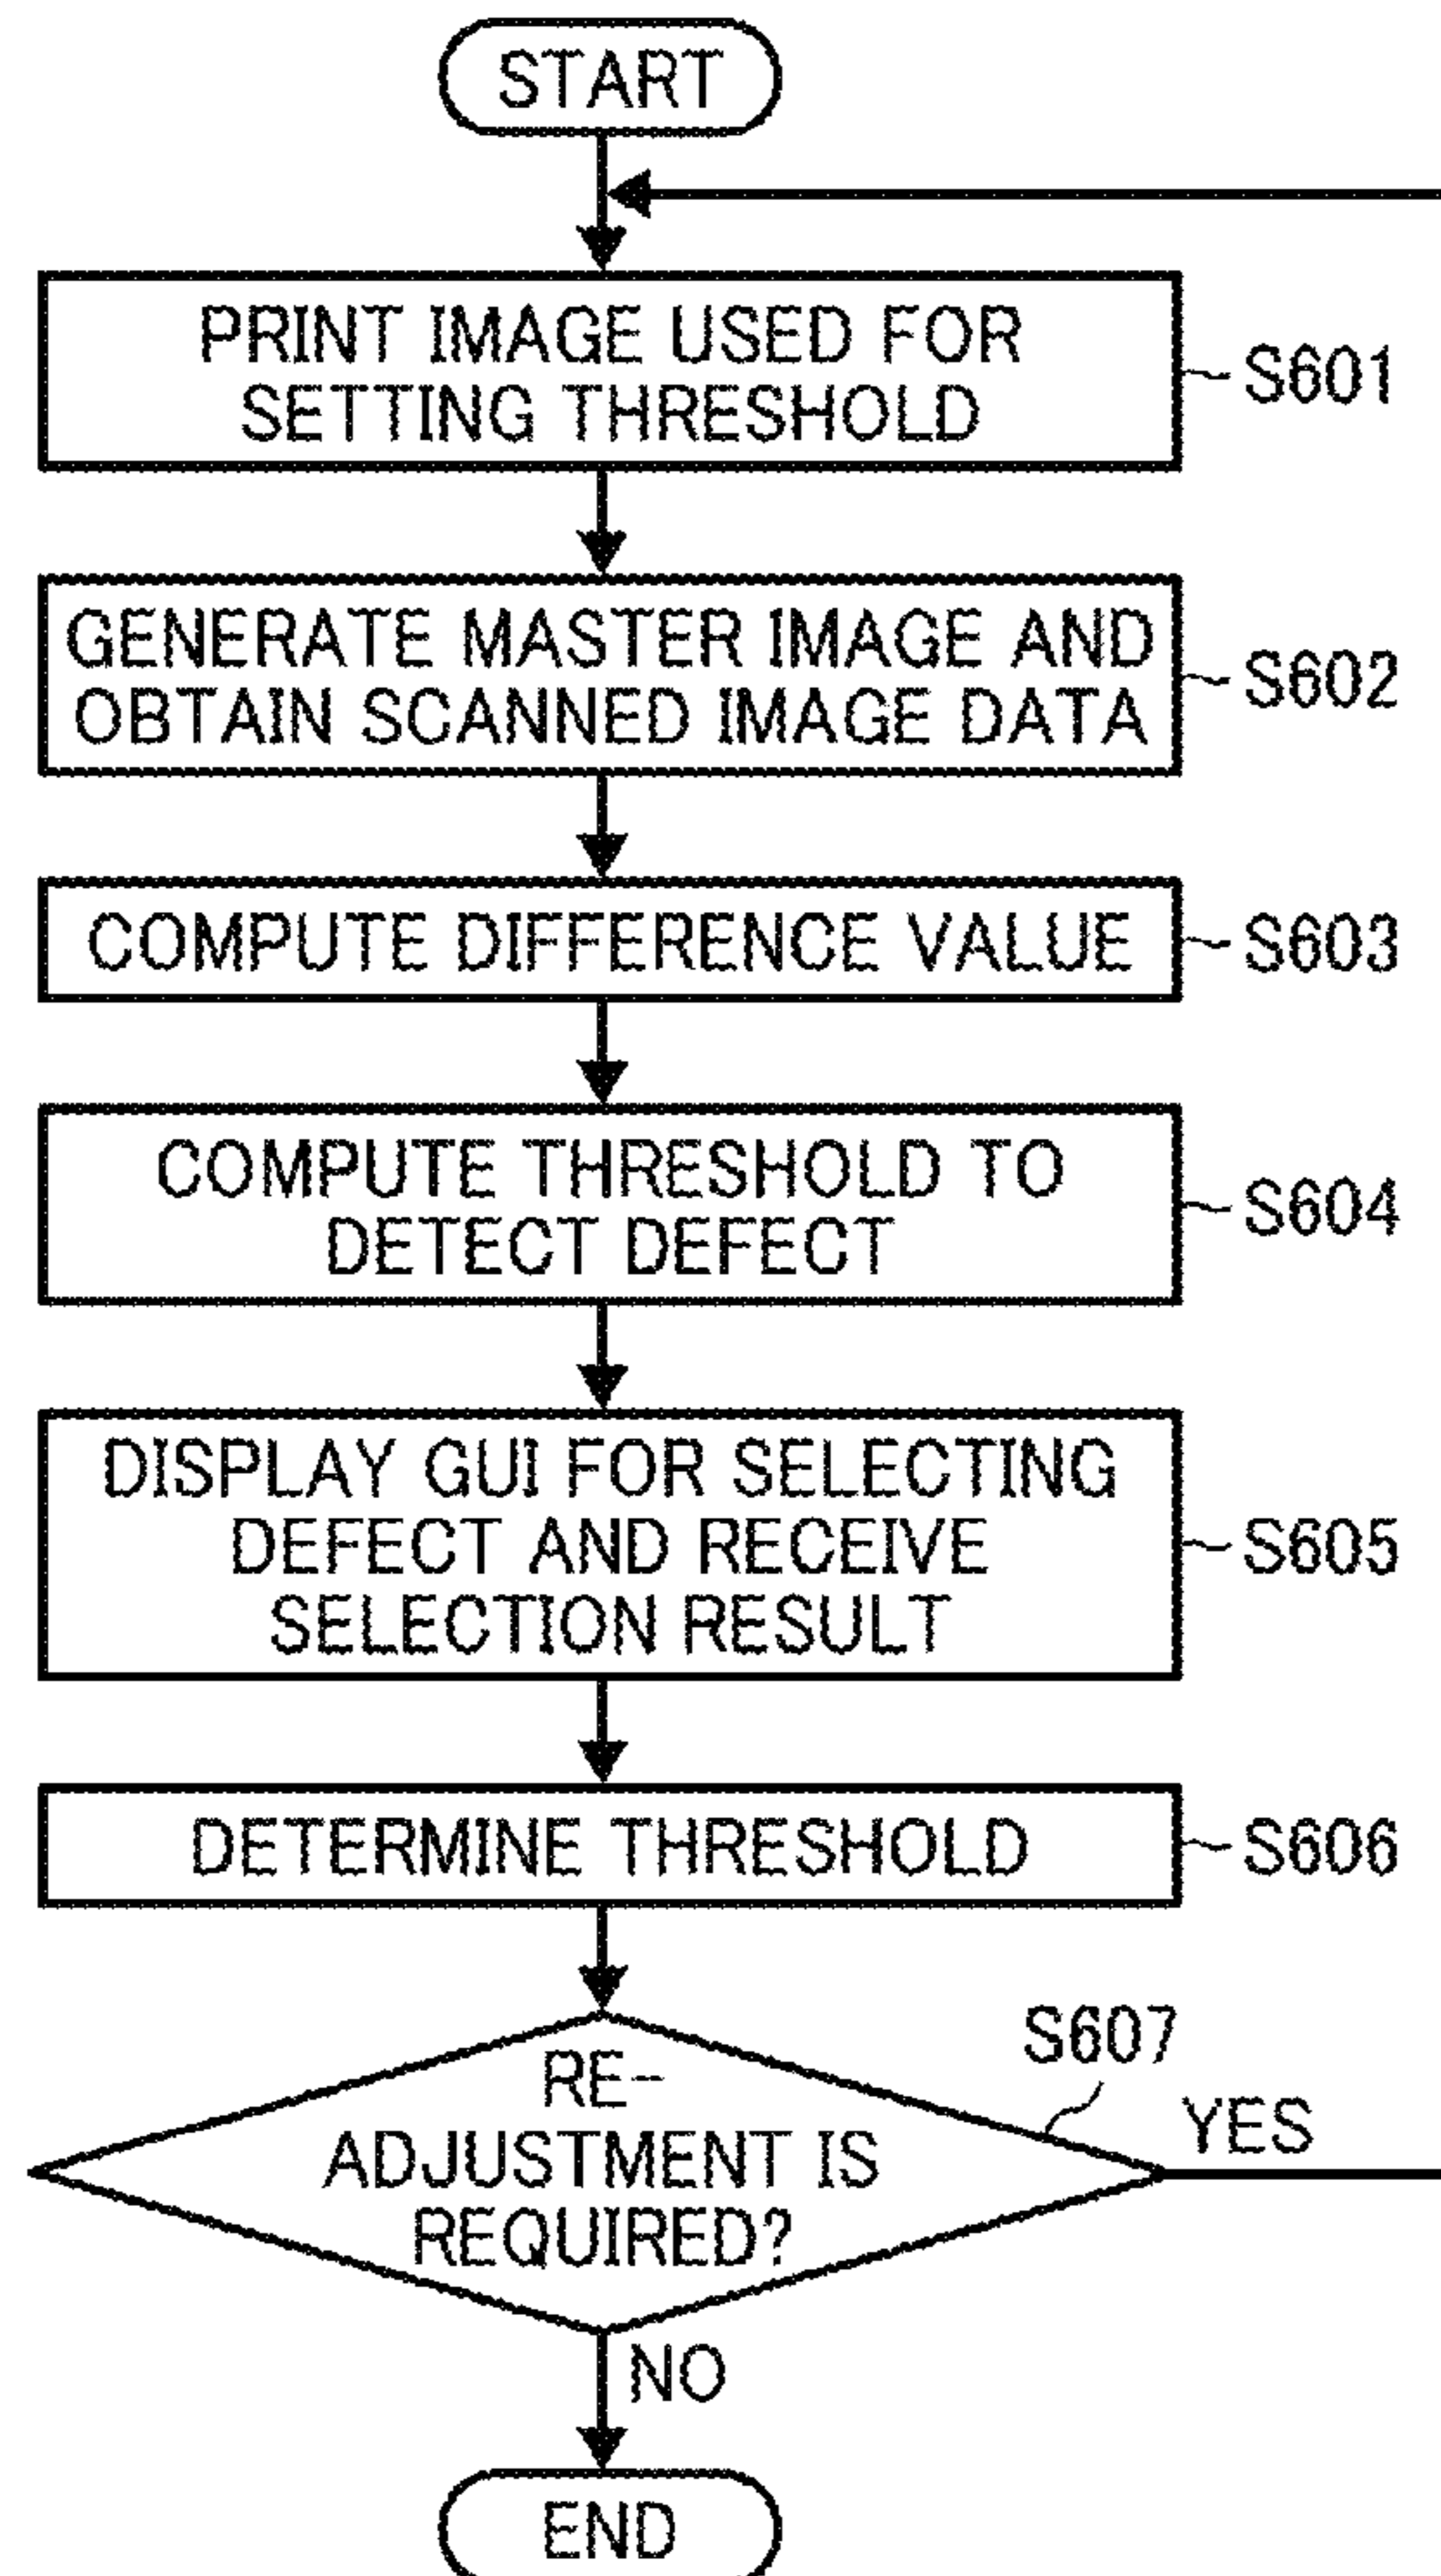 START
PRINT IMAGE USED FOR
SETTING THRESHOLD
S601
GENERATE MASTER IMAGE AND
OBTAIN SCANNED IMAGE DATA
S602
COMPUTE DIFFERENCE VALUE
S603
COMPUTE THRESHOLD TO
DETECT DEFECT
S604
DISPLAY GUI FOR SELECTING
DEFECT AND RECEIVE
SELECTION RESULT
S605
DETERMINE THRESHOLD
S606
S607
RE-
ADJUSTMENT IS
REQUIRED?
YES
NO
END